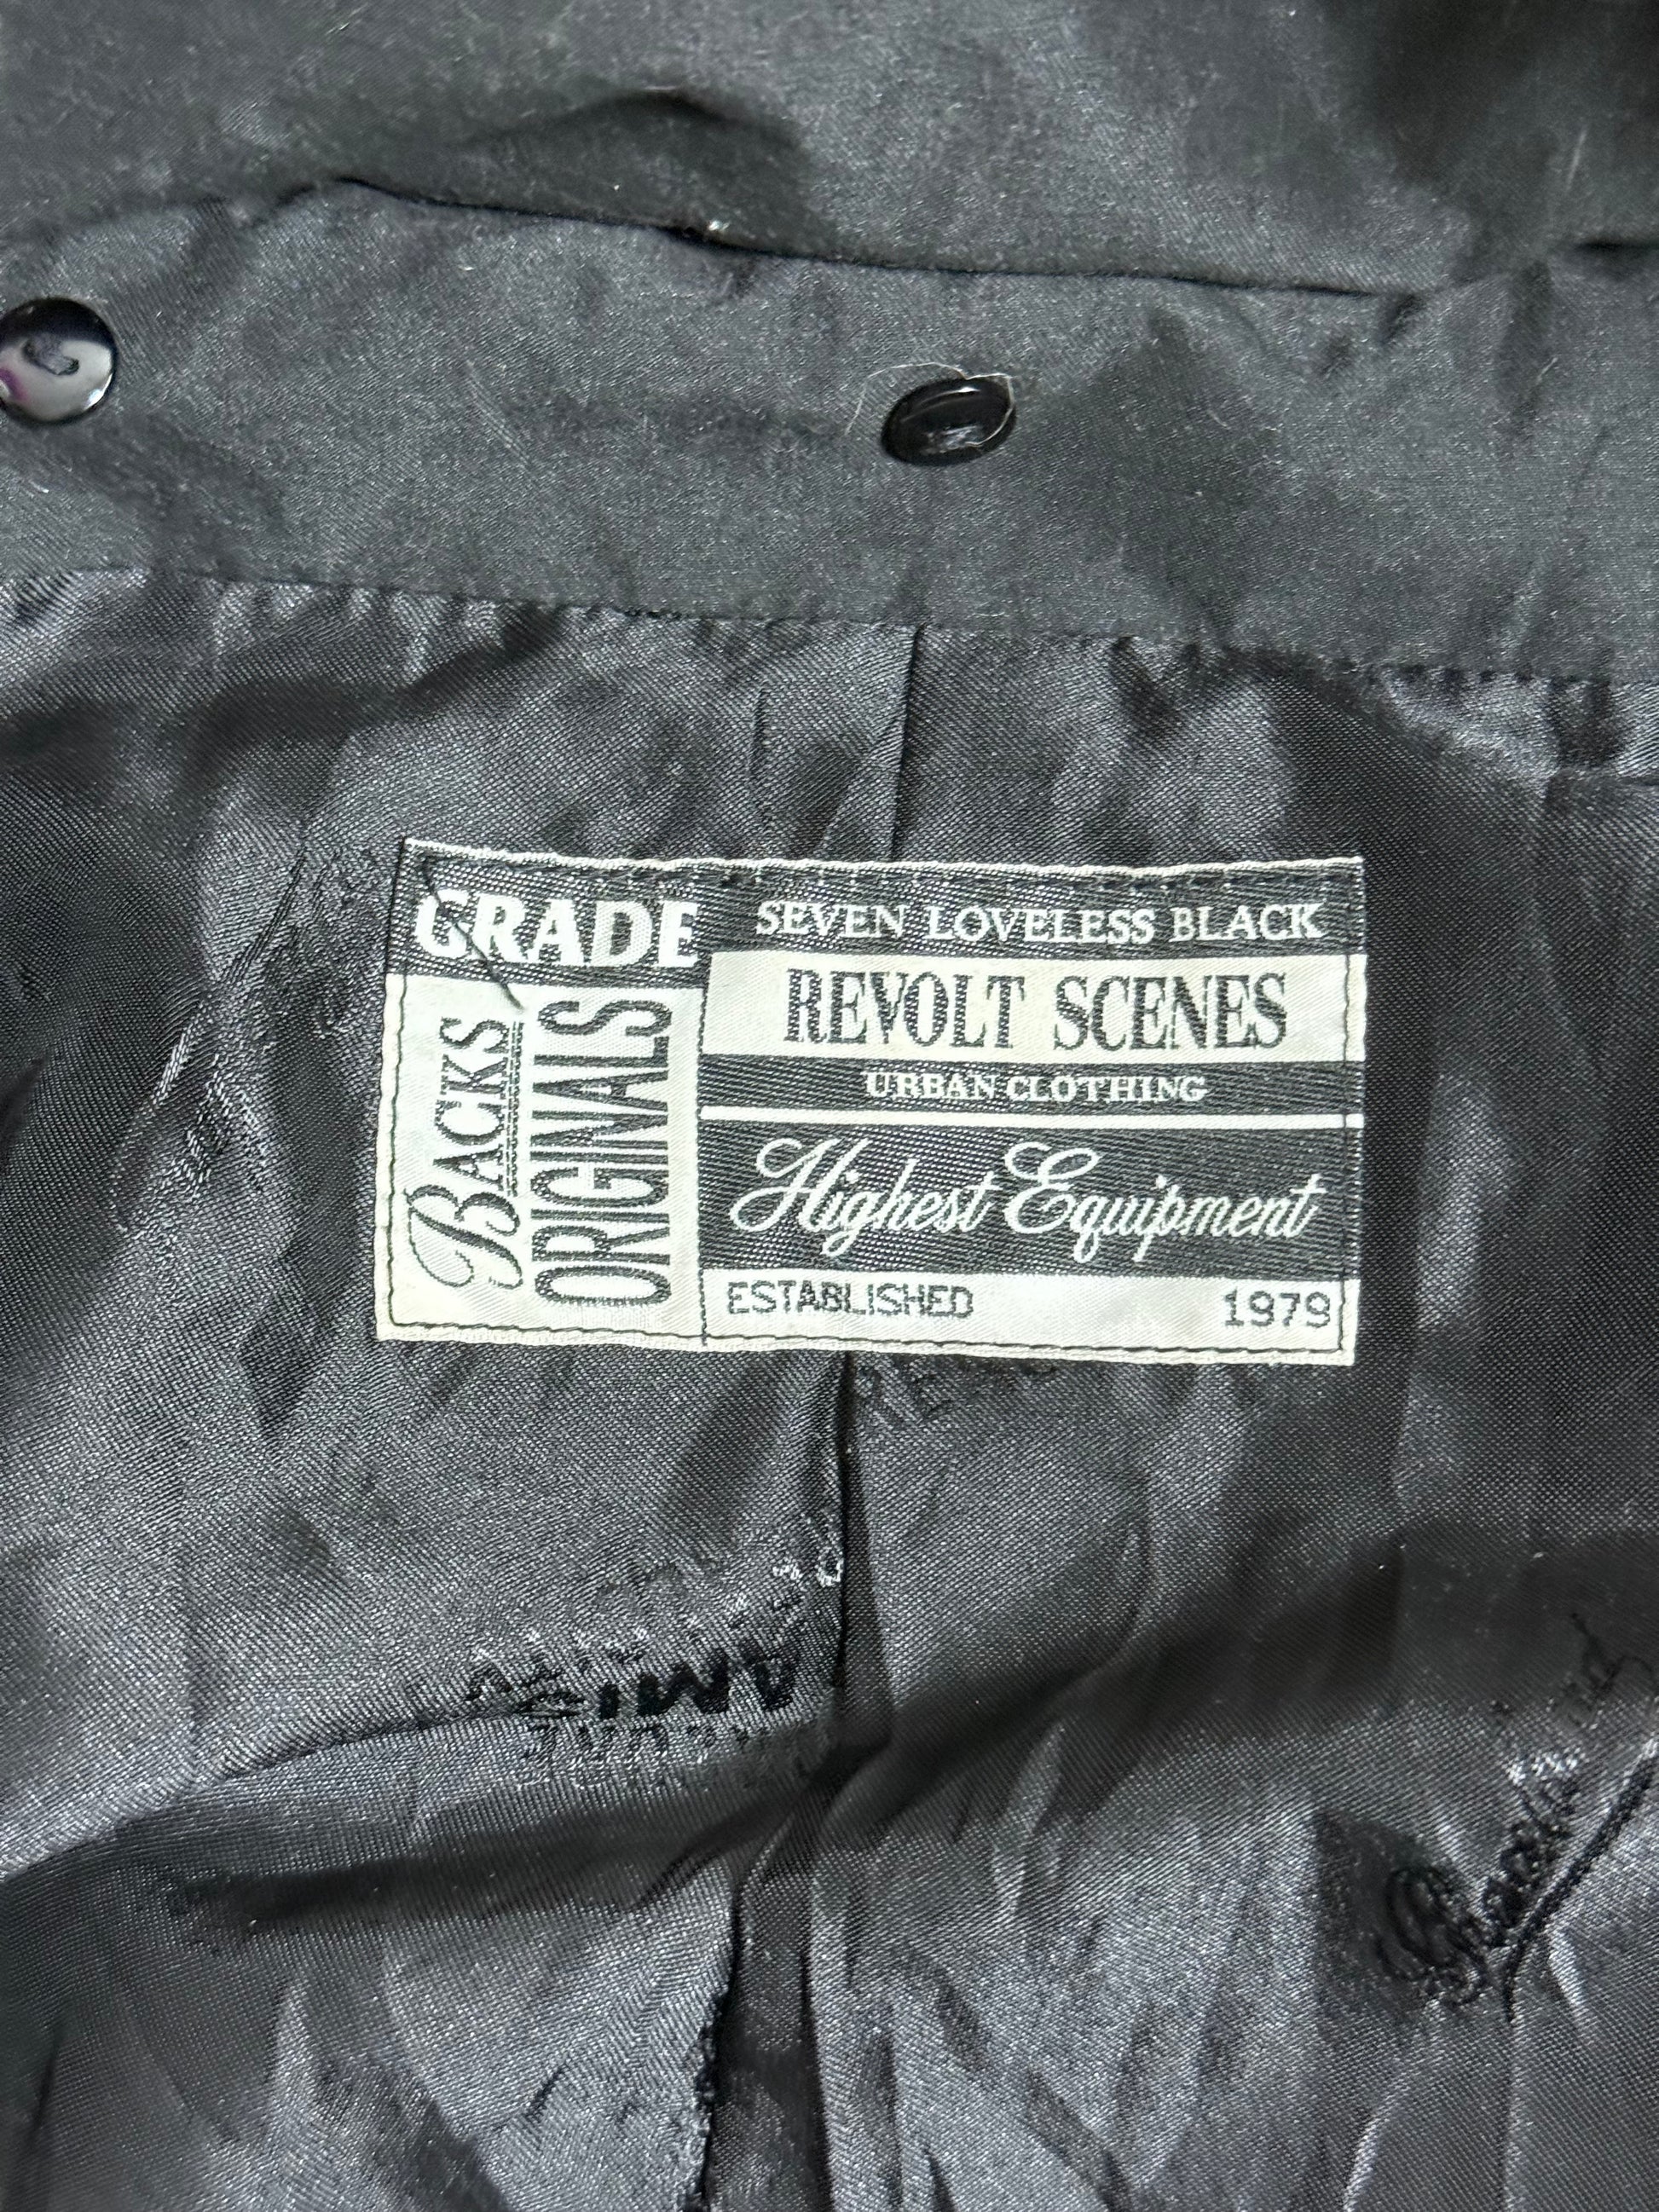 GRADE
BACKS
ORIGINALS
SEVEN LOVELESS BLACK
REVOLT SCENES
URBAN CLOTHING
Highest Equipment
ESTABLISHED 1979